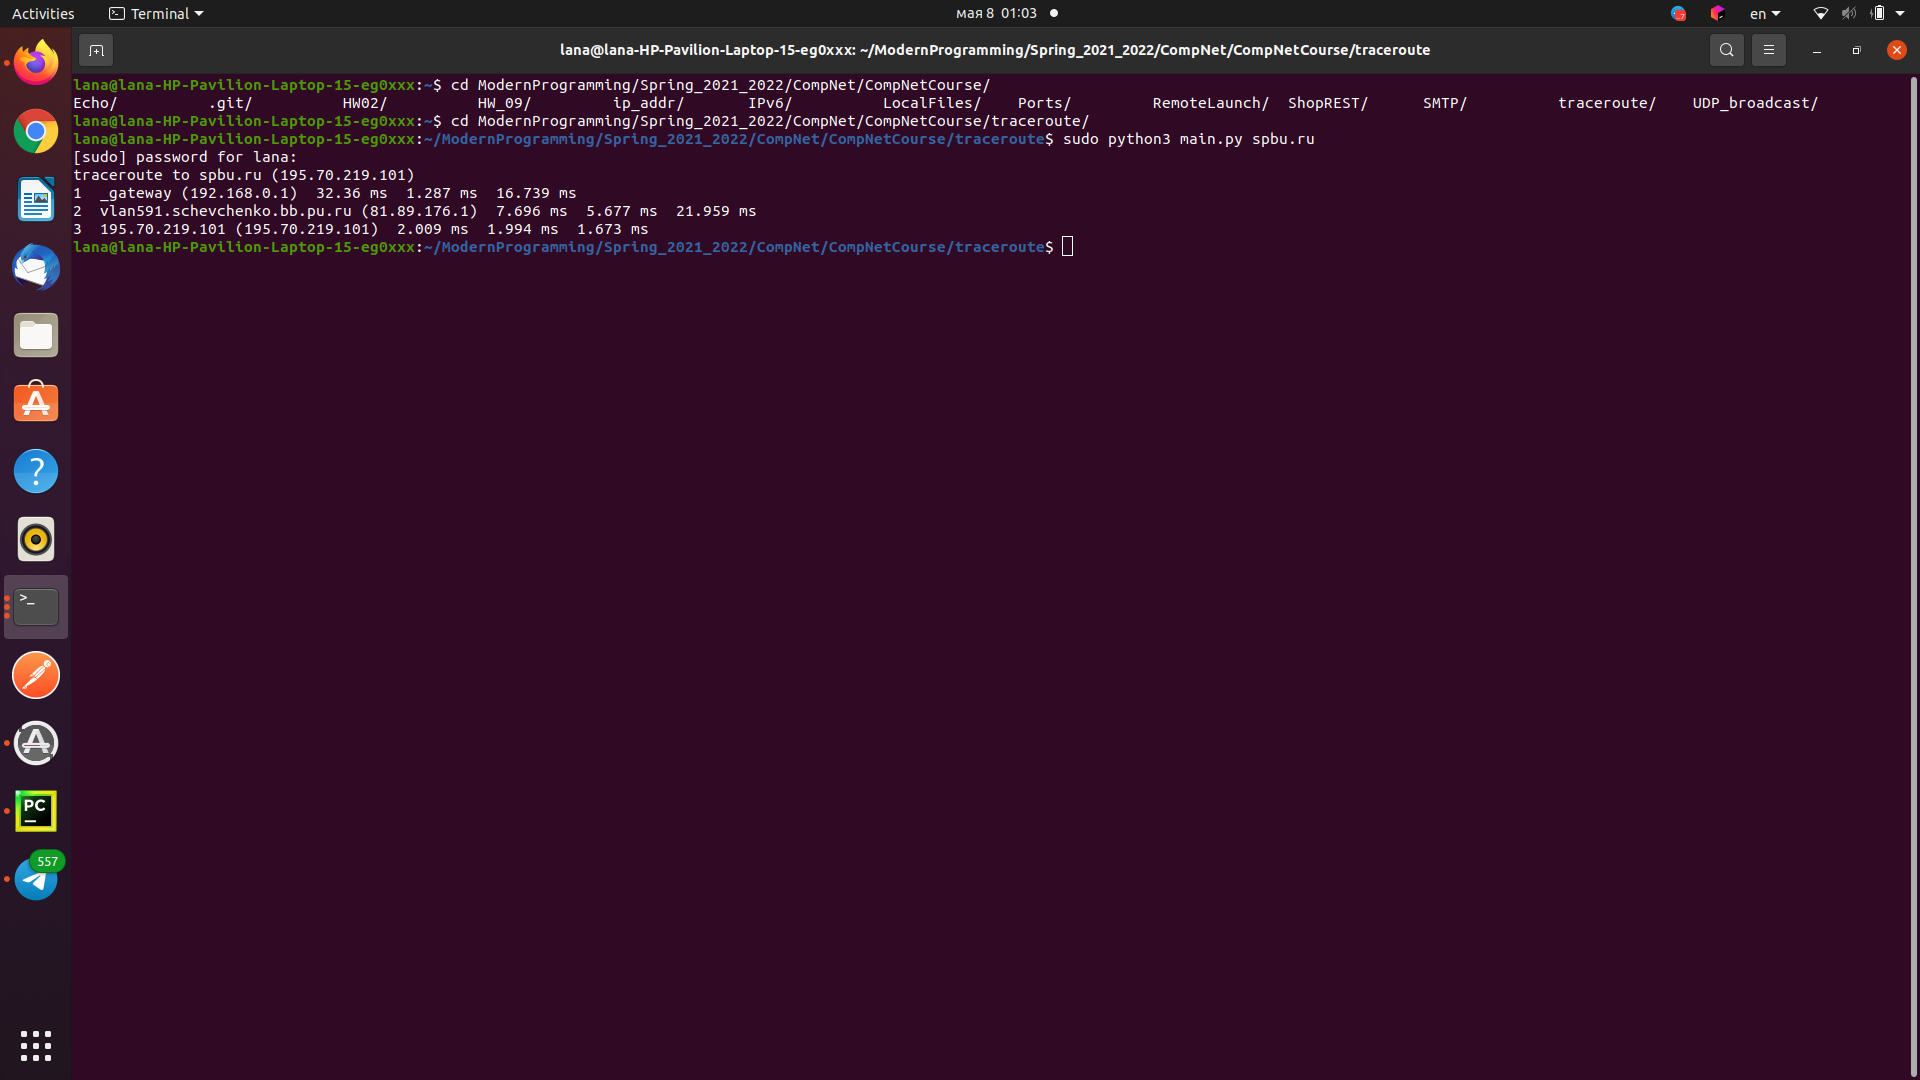 Activities Terminal мая 8 01:03 en
lana@lana-HP-Pavilion-Laptop-15-eg0xxx: ~/ModernProgramming/Spring_2021_2022/CompNet/CompNetCourse/traceroute
lana@lana-HP-Pavilion-Laptop-15-eg0xxx:~$ cd ModernProgramming/Spring_2021_2022/CompNet/CompNetCourse/
Echo/ .git/ HW02/ HW_09/ ip_addr/ IPv6/ LocalFiles/ Ports/ RemoteLaunch/ ShopREST/ SMTP/ traceroute/ UDP_broadcast/
lana@lana-HP-Pavilion-Laptop-15-eg0xxx:~$ cd ModernProgramming/Spring_2021_2022/CompNet/CompNetCourse/traceroute/
lana@lana-HP-Pavilion-Laptop-15-eg0xxx:~/ModernProgramming/Spring_2021_2022/CompNet/CompNetCourse/traceroute$ sudo python3 main.py spbu.ru
[sudo] password for lana:
traceroute to spbu.ru (195.70.219.101)
1 _gateway (192.168.0.1) 32.36 ms 1.287 ms 16.739 ms
2 vlan591.schevchenko.bb.pu.ru (81.89.176.1) 7.696 ms 5.677 ms 21.959 ms
3 195.70.219.101 (195.70.219.101) 2.009 ms 1.994 ms 1.673 ms
lana@lana-HP-Pavilion-Laptop-15-eg0xxx:~/ModernProgramming/Spring_2021_2022/CompNet/CompNetCourse/traceroute$
>_
PC
557